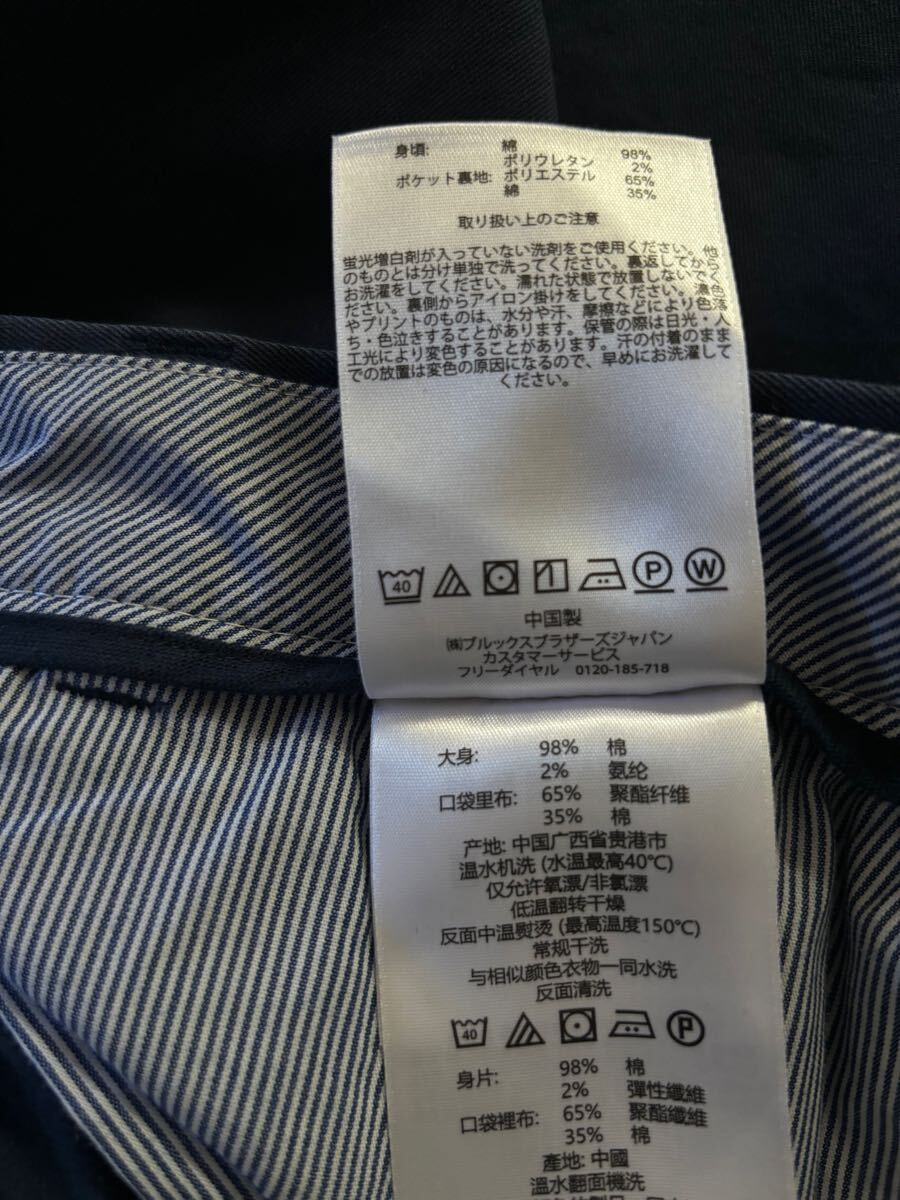 身頃: 綿 98%
ポリウレタン 2%
ポケット裏地: ポリエステル 65%
綿 35%
取り扱い上のご注意
蛍光増白剤が入っていない洗剤をご使用ください。他
のものとは分け単独で洗ってください。裏返してから
お洗濯をしてください。濡れた状態で放置しないでく
ださい。裏側からアイロン掛けをしてください。濃色
やプリントのものは、水分や汗、摩擦などにより色落
ち・色泣きすることがあります。保管の際は日光・人
工光により変色することがあります。汗の付着のまま
での放置は変色の原因になるので、早めにお洗濯して
ください。
40 P W
中国製
㈱ブルックスブラザーズジャパン
カスタマーサービス
フリーダイヤル 0120-185-718
大身: 98% 棉
2% 氨纶
口袋里布: 65% 聚酯纤维
35% 棉
产地: 中国广西省贵港市
温水机洗 (水温最高40℃)
仅允许氧漂/非氯漂
低温翻转干燥
反面中温熨烫 (最高温度150℃)
常规干洗
与相似颜色衣物一同水洗
反面清洗
40 P
身片: 98% 棉
2% 彈性纖維
口袋裡布: 65% 聚酯纖維
35% 棉
產地: 中國
溫水翻面機洗